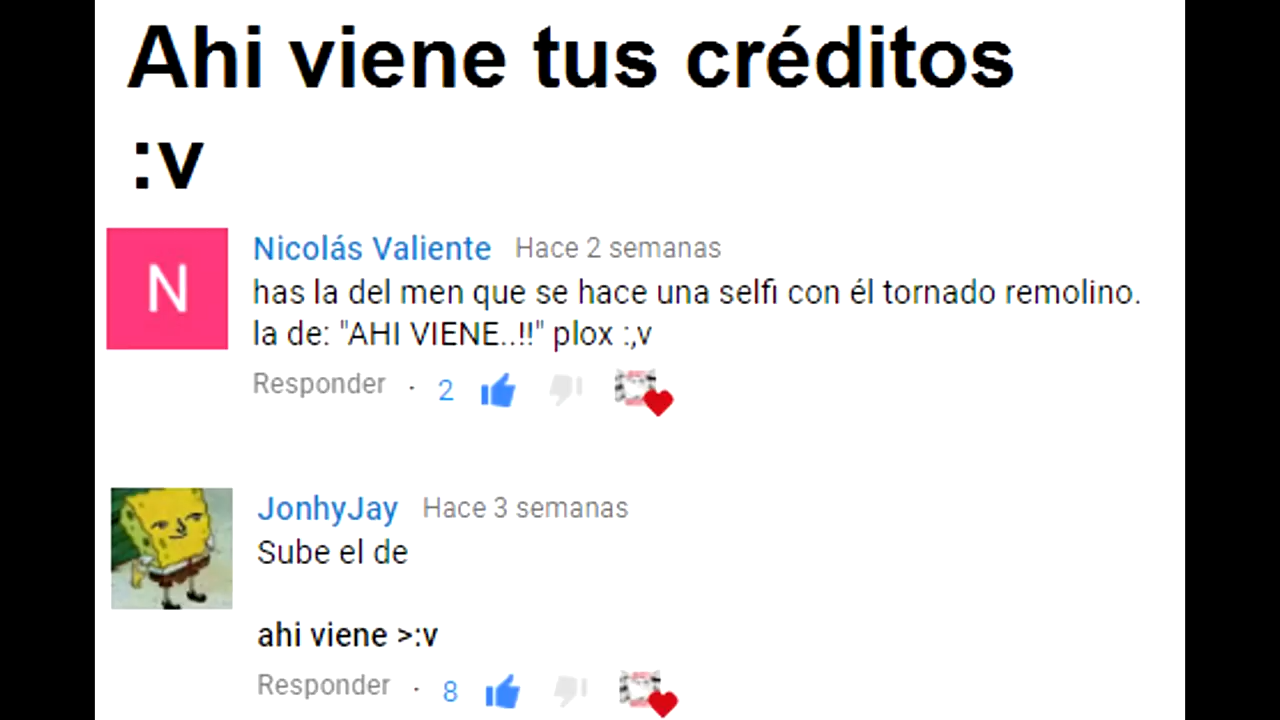 Ahi viene tus créditos
:v
N
Nicolás Valiente Hace 2 semanas
has la del men que se hace una selfi con él tornado remolino.
la de: "AHI VIENE..!!" plox :,v
Responder · 2
JonhyJay Hace 3 semanas
Sube el de
ahi viene >:v
Responder · 8